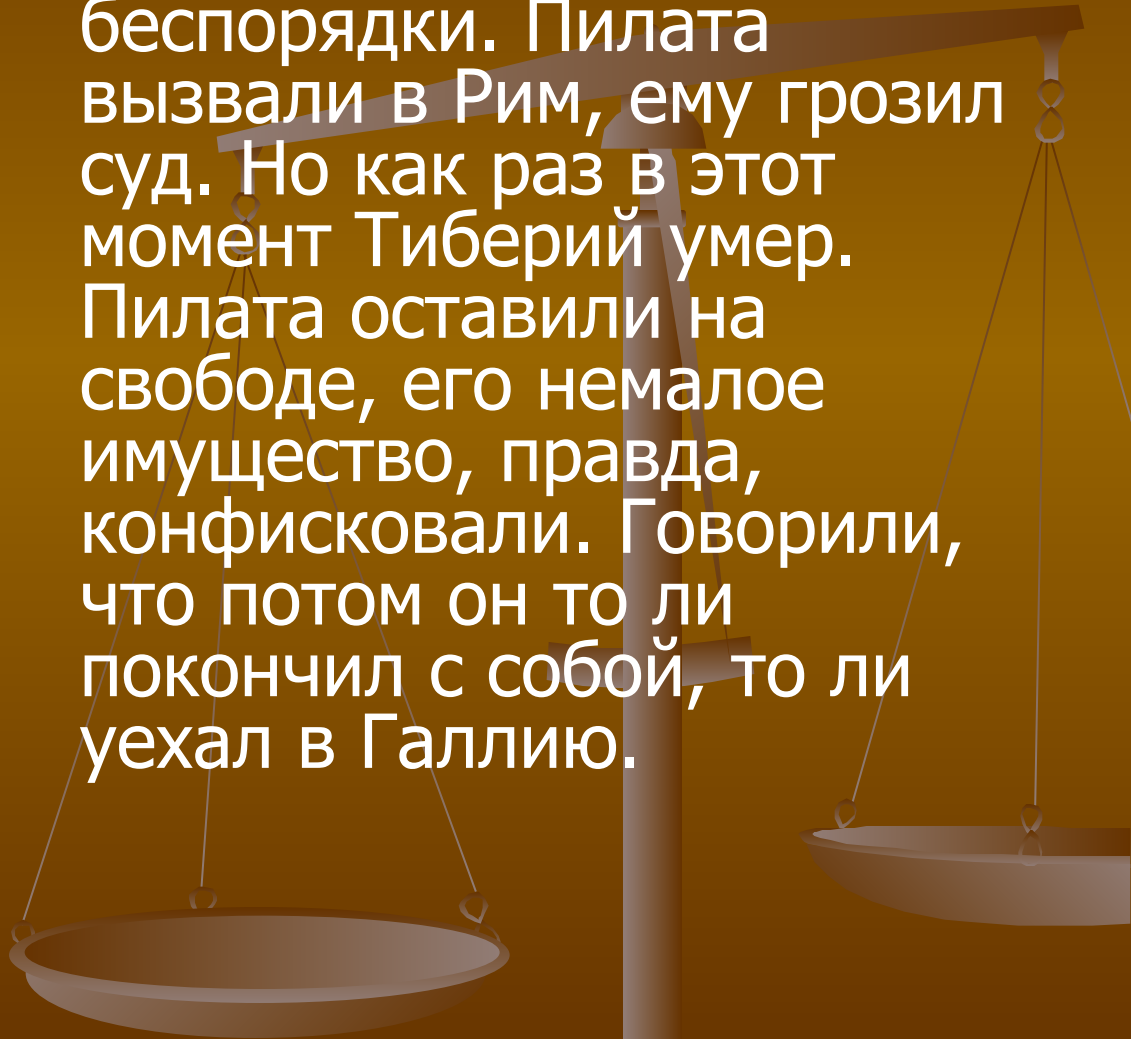 беспорядки. Пилата
вызвали в Рим, ему грозил
суд. Но как раз в этот
момент Тиберий умер.
Пилата оставили на
свободе, его немалое
имущество, правда,
конфисковали. Говорили,
что потом он то ли
покончил с собой, то ли
уехал в Галлию.